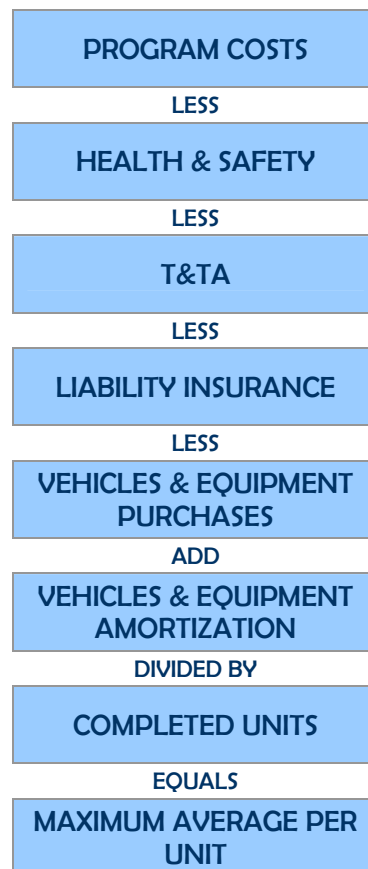 PROGRAM COSTS
LESS
HEALTH & SAFETY
LESS
T&TA
LESS
LIABILITY INSURANCE
LESS
VEHICLES & EQUIPMENT
PURCHASES
ADD
VEHICLES & EQUIPMENT
AMORTIZATION
DIVIDED BY
COMPLETED UNITS
EQUALS
MAXIMUM AVERAGE PER
UNIT